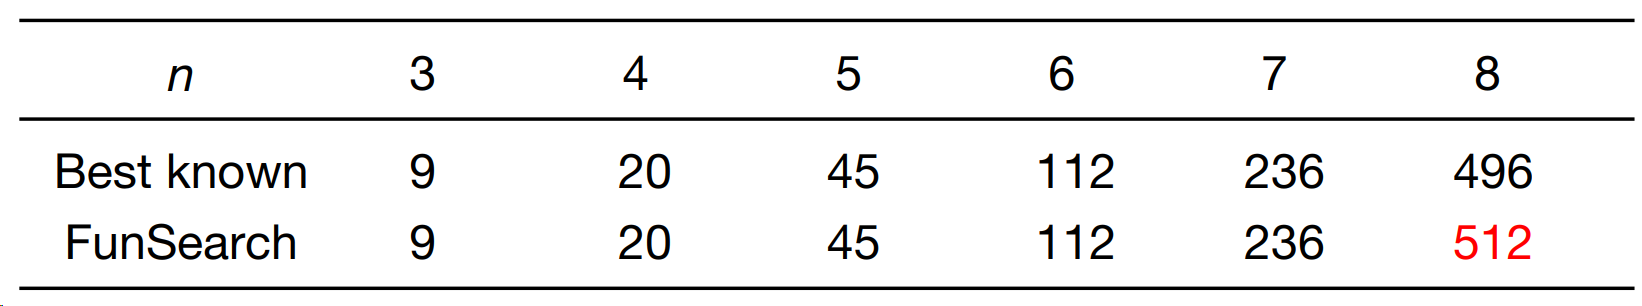 n 3 4 5 6 7 8
Best known 9 20 45 112 236 496
FunSearch 9 20 45 112 236 512